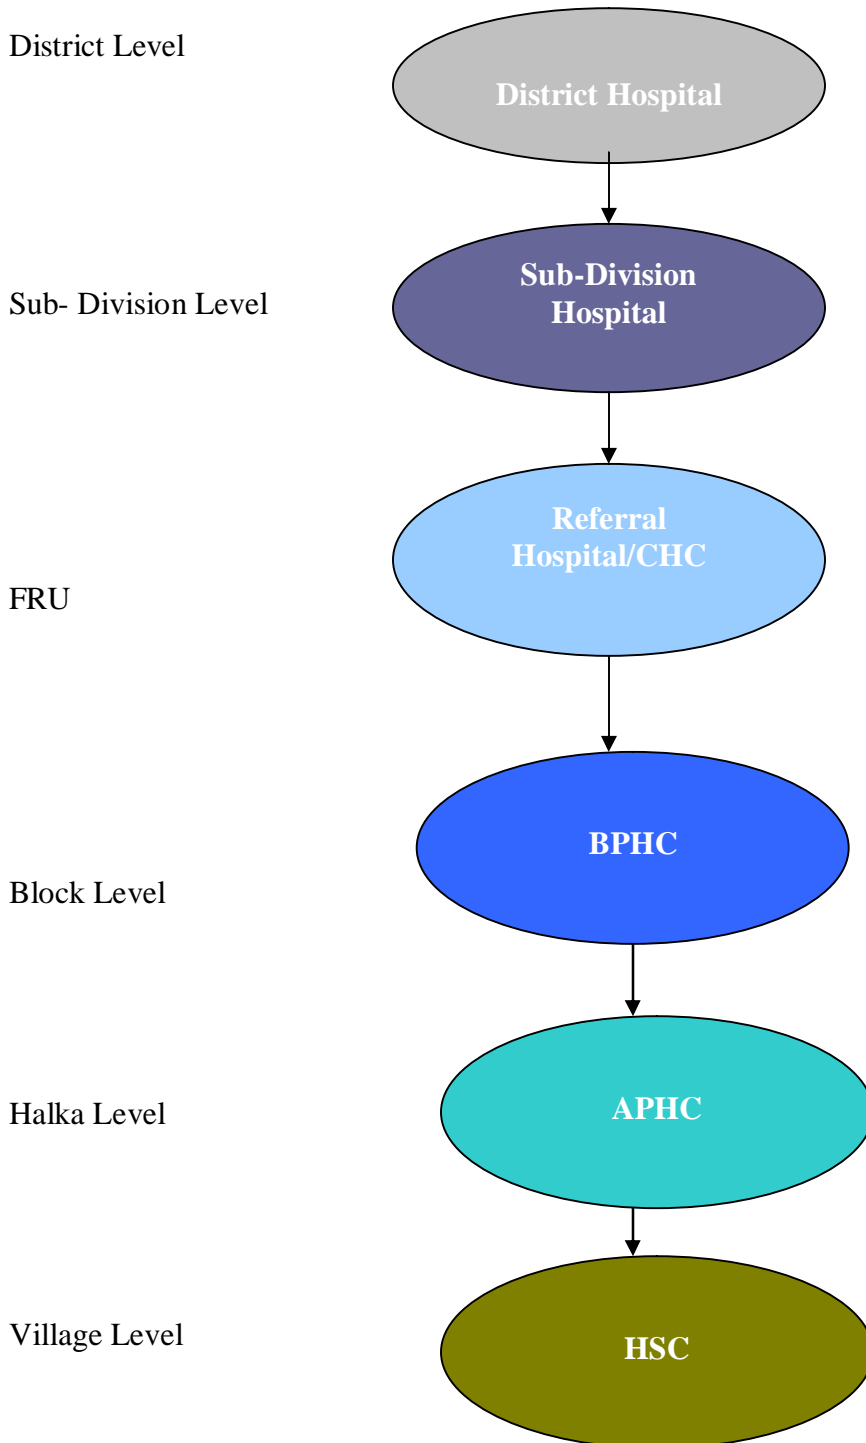 District Level
District Hospital
Sub-Division
Hospital
Sub- Division Level
Referral
Hospital/CHC
FRU
BPHC
Block Level
APHC
Halka Level
HSC
Village Level